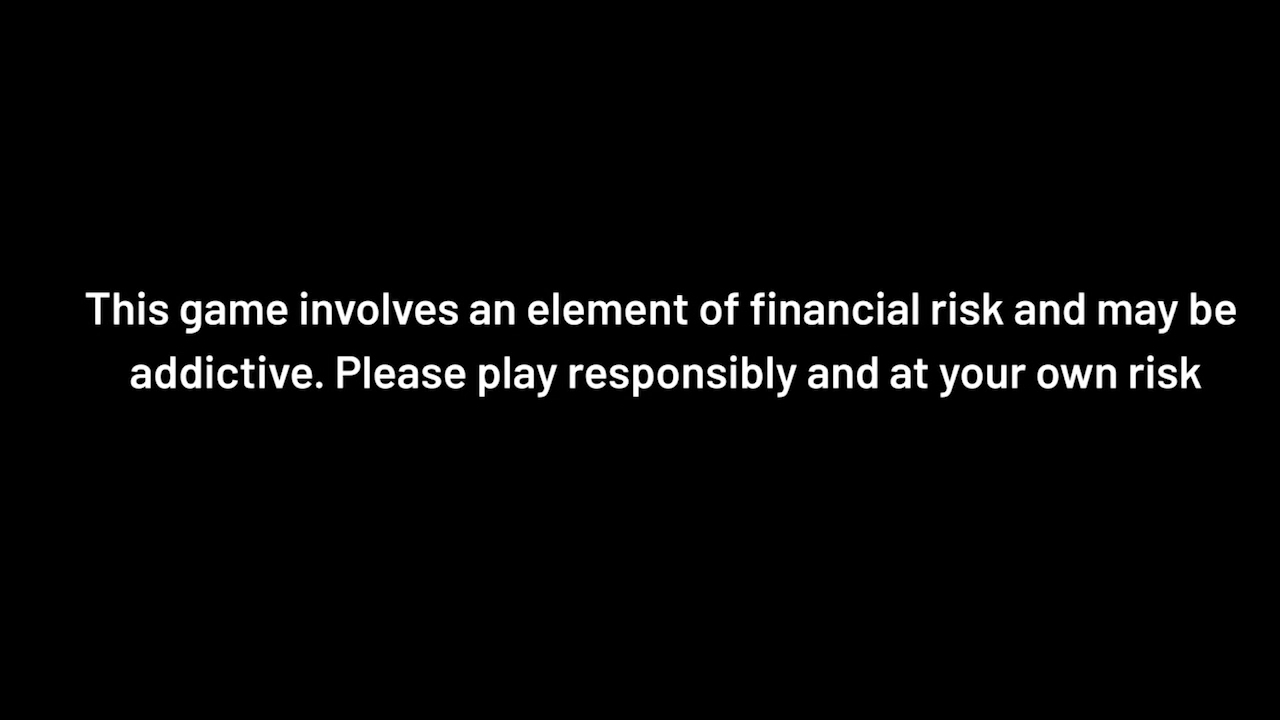 This game involves an element of financial risk and may be
addictive. Please play responsibly and at your own risk